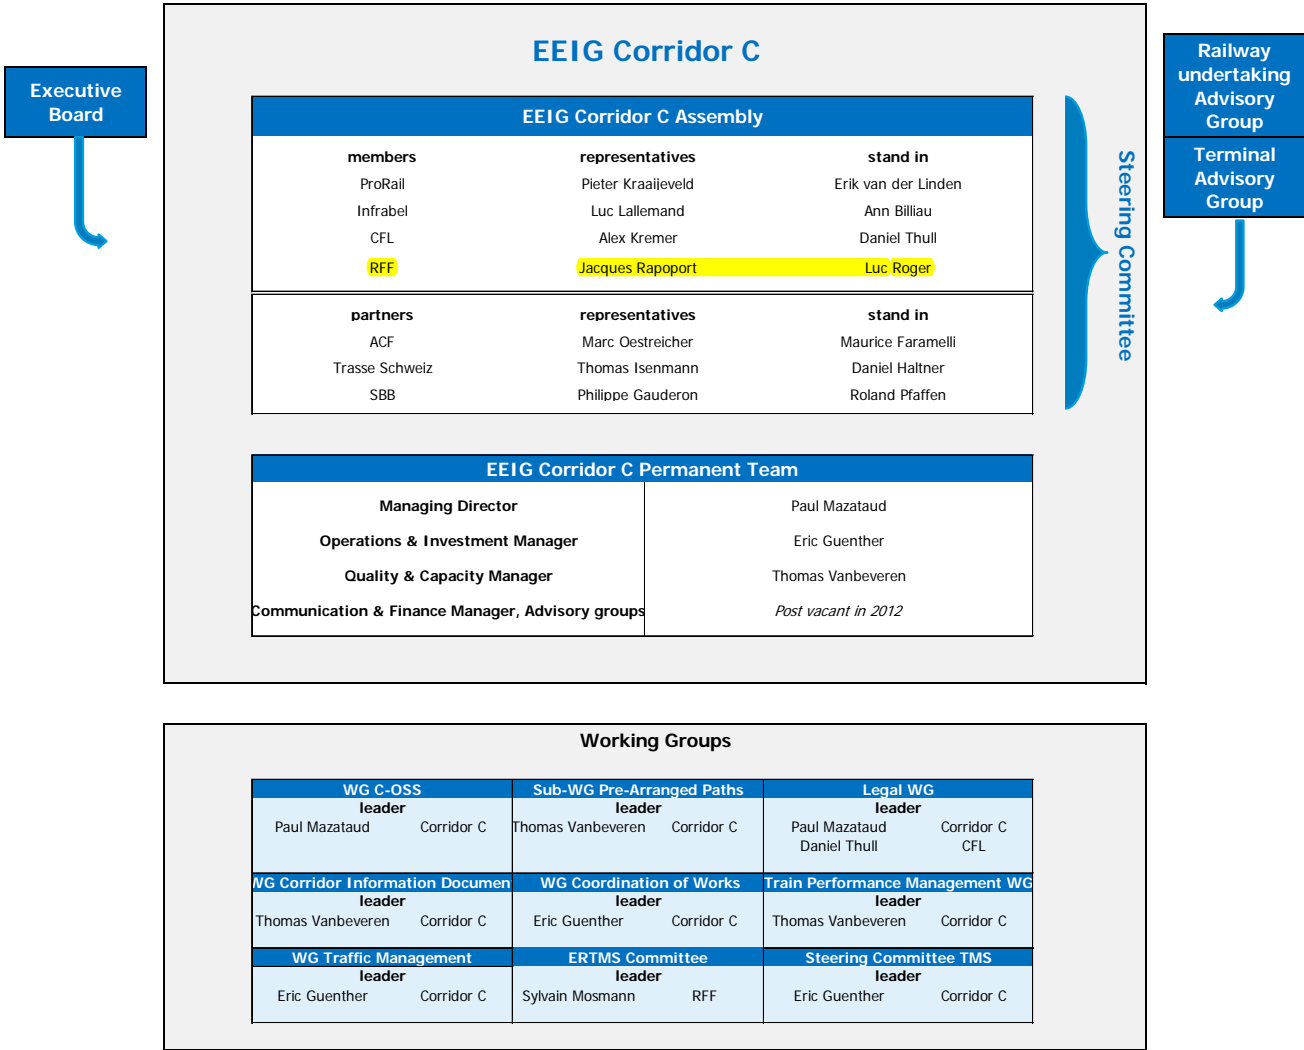 EEIG Corridor C
Executive
Board
Railway
undertaking
Advisory
Group
Terminal
Advisory
Group
Steering Committee
EEIG Corridor C Assembly
members representatives stand in
ProRail Pieter Kraaijeveld Erik van der Linden
Infrabel Luc Lallemand Ann Billiau
CFL Alex Kremer Daniel Thull
RFF Jacques Rapoport Luc Roger
partners representatives stand in
ACF Marc Oestreicher Maurice Faramelli
Trasse Schweiz Thomas Isenmann Daniel Haltner
SBB Philippe Gauderon Roland Pfaffen
EEIG Corridor C Permanent Team
Managing Director Paul Mazataud
Operations & Investment Manager Eric Guenther
Quality & Capacity Manager Thomas Vanbeveren
Communication & Finance Manager, Advisory groups Post vacant in 2012
Working Groups
WG C-OSS Sub-WG Pre-Arranged Paths Legal WG
leader leader leader
Paul Mazataud Corridor C Thomas Vanbeveren Corridor C Paul Mazataud Corridor C
Daniel Thull CFL
WG Corridor Information Documen WG Coordination of Works Train Performance Management WG
leader leader leader
Thomas Vanbeveren Corridor C Eric Guenther Corridor C Thomas Vanbeveren Corridor C
WG Traffic Management ERTMS Committee Steering Committee TMS
leader leader leader
Eric Guenther Corridor C Sylvain Mosmann RFF Eric Guenther Corridor C